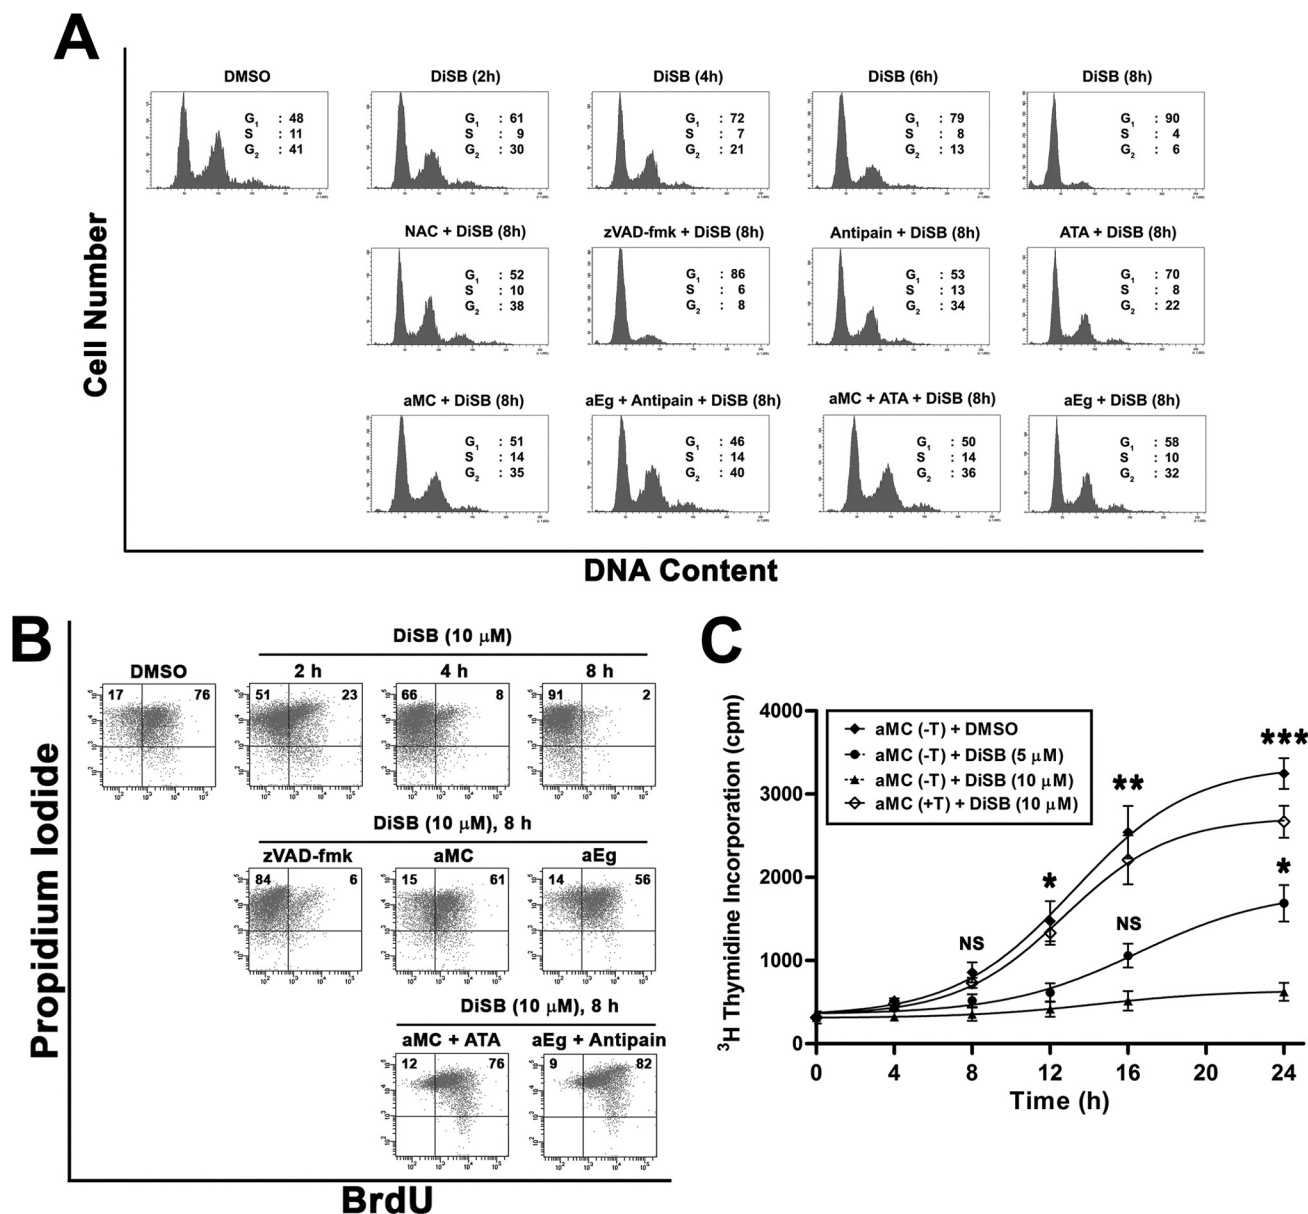 A
DMSO
G1 : 48
S : 11
G2 : 41
DiSB (2h)
G1 : 61
S : 9
G2 : 30
DiSB (4h)
G1 : 72
S : 7
G2 : 21
DiSB (6h)
G1 : 79
S : 8
G2 : 13
DiSB (8h)
G1 : 90
S : 4
G2 : 6
NAC + DiSB (8h)
G1 : 52
S : 10
G2 : 38
zVAD-fmk + DiSB (8h)
G1 : 86
S : 6
G2 : 8
Antipain + DiSB (8h)
G1 : 53
S : 13
G2 : 34
ATA + DiSB (8h)
G1 : 70
S : 8
G2 : 22
aMC + DiSB (8h)
G1 : 51
S : 14
G2 : 35
aEg + Antipain + DiSB (8h)
G1 : 46
S : 14
G2 : 40
aMC + ATA + DiSB (8h)
G1 : 50
S : 14
G2 : 36
aEg + DiSB (8h)
G1 : 58
S : 10
G2 : 32
Cell Number
DNA Content
B
DiSB (10 μM)
DMSO
2 h
4 h
8 h
17 76
51 23
66 8
91 2
DiSB (10 μM), 8 h
zVAD-fmk
aMC
aEg
84 6
15 61
14 56
DiSB (10 μM), 8 h
aMC + ATA
aEg + Antipain
12 76
9 82
Propidium Iodide
BrdU
C
3H Thymidine Incorporation (cpm)
4000
3000
2000
1000
0
aMC (-T) + DMSO
aMC (-T) + DiSB (5 μM)
aMC (-T) + DiSB (10 μM)
aMC (+T) + DiSB (10 μM)
NS
*
**
NS
***
*
0 4 8 12 16 20 24
Time (h)